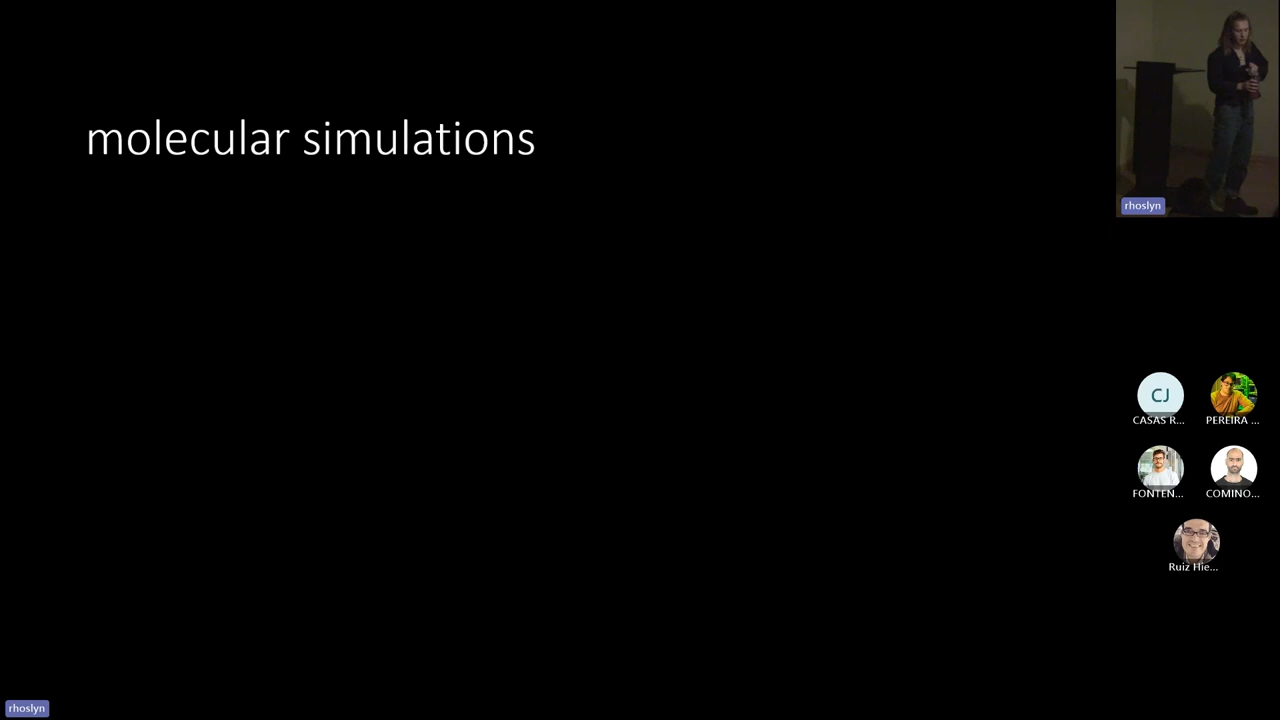 molecular simulations
rhoslyn
CJ
CASAS R...
PEREIRA ...
FONTEN...
COMINO...
Ruiz Hie...
rhoslyn